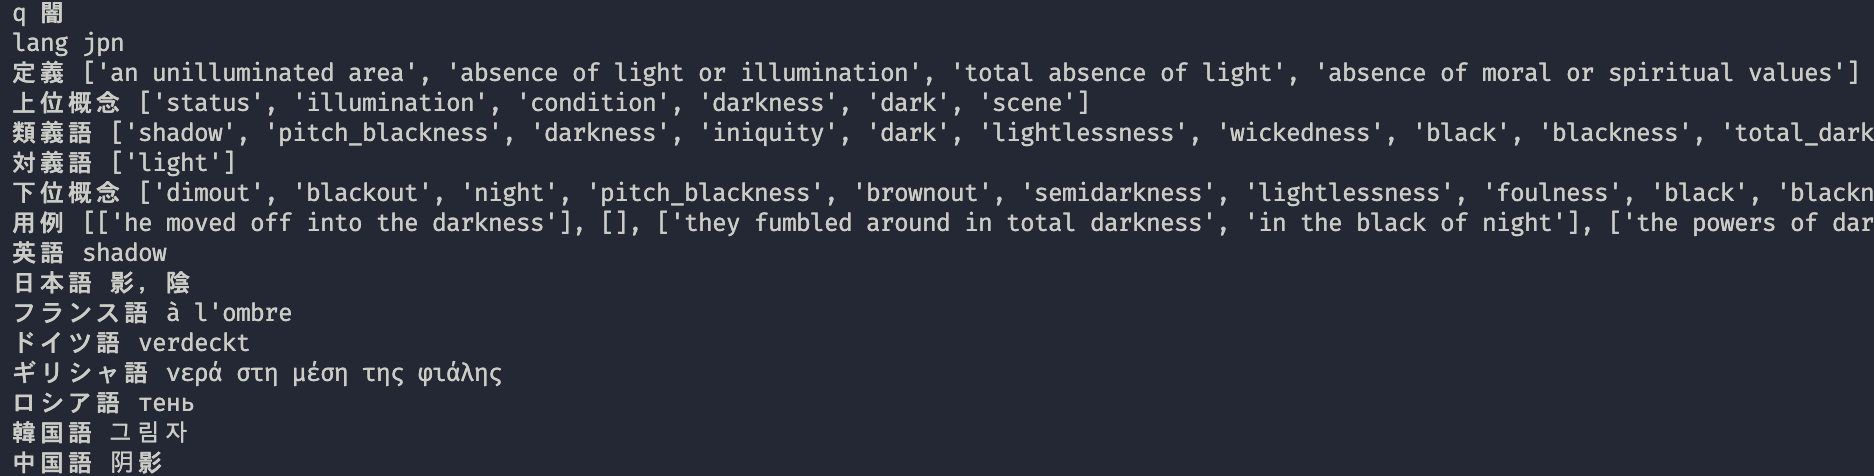 q 闇
lang jpn
定義 ['an unilluminated area', 'absence of light or illumination', 'total absence of light', 'absence of moral or spiritual values']
上位概念 ['status', 'illumination', 'condition', 'darkness', 'dark', 'scene']
類義語 ['shadow', 'pitch_blackness', 'darkness', 'iniquity', 'dark', 'lightlessness', 'wickedness', 'black', 'blackness', 'total_dark
対義語 ['light']
下位概念 ['dimout', 'blackout', 'night', 'pitch_blackness', 'brownout', 'semidarkness', 'lightlessness', 'foulness', 'black', 'blackn
用例 [['he moved off into the darkness'], [], ['they fumbled around in total darkness', 'in the black of night'], ['the powers of dar
英語 shadow
日本語 影, 陰
フランス語 à l'ombre
ドイツ語 verdeckt
ギリシャ語 νερά στη μέση της φιάλης
ロシア語 тень
韓国語 그림자
中国語 阴影